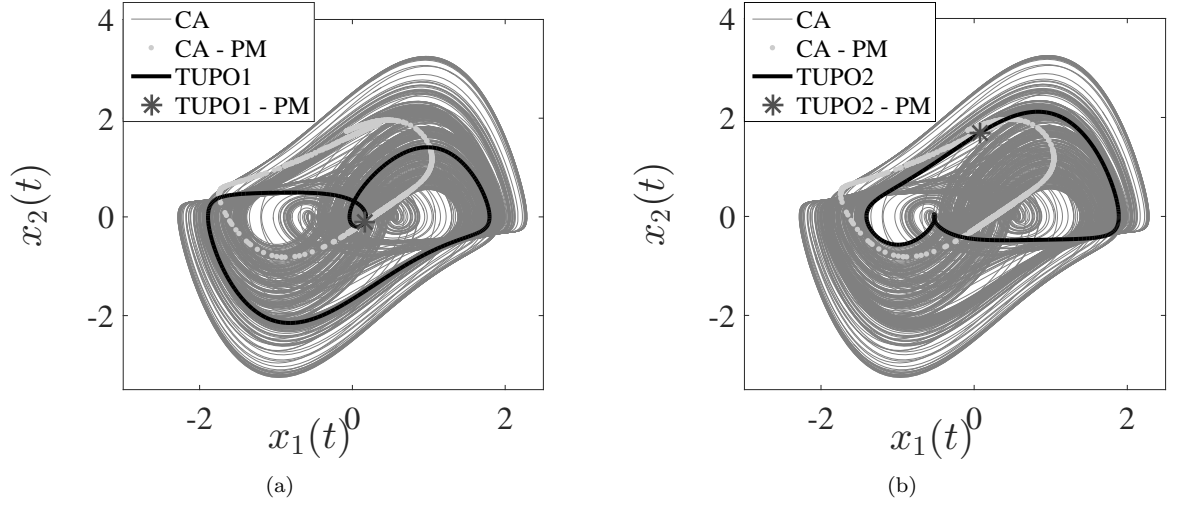 CA
CA - PM
TUPO1
TUPO1 - PM
4
2
0
-2
-2
0
2
x₂(t)
x₁(t)
(a)
CA
CA - PM
TUPO2
TUPO2 - PM
4
2
0
-2
-2
0
2
x₂(t)
x₁(t)
(b)